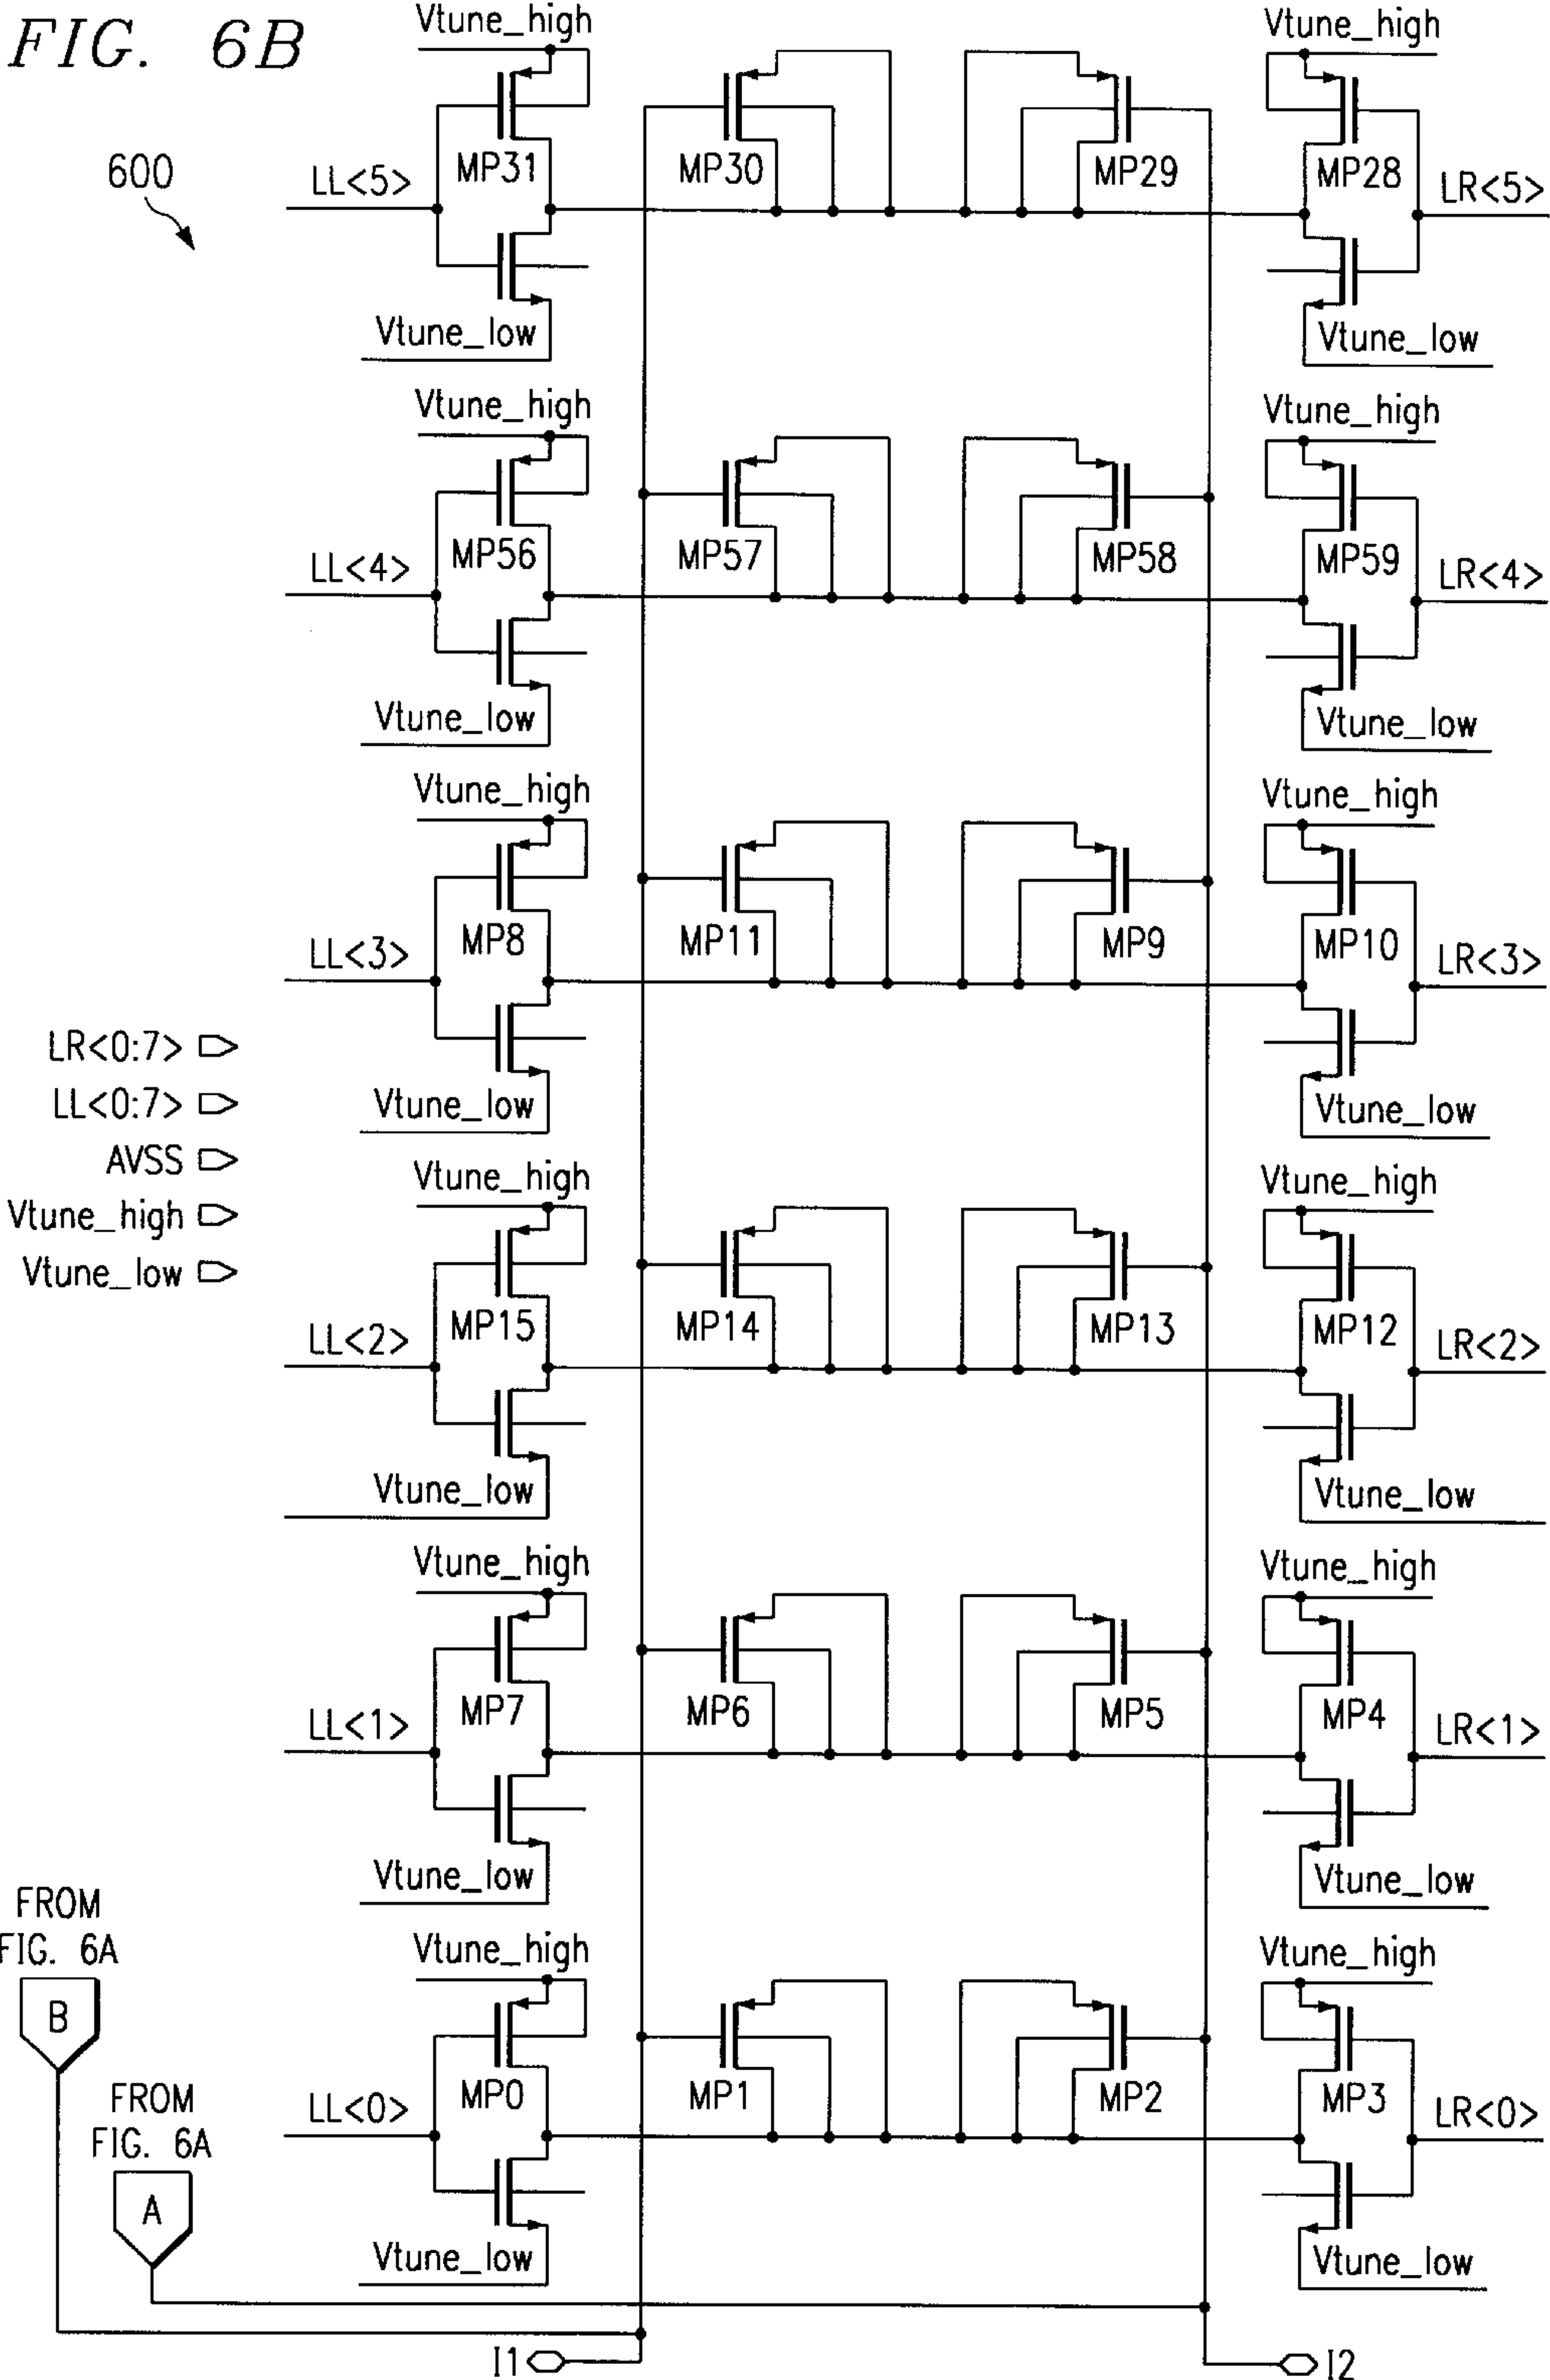 FIG. 6B
600
Vtune_high
Vtune_high
MP31
MP30
MP29
MP28
LL<5>
LR<5>
Vtune_low
Vtune_low
Vtune_high
Vtune_high
MP56
MP57
MP58
MP59
LL<4>
LR<4>
Vtune_low
Vtune_low
Vtune_high
Vtune_high
MP8
MP11
MP9
MP10
LL<3>
LR<3>
Vtune_low
Vtune_low
LR<0:7>
LL<0:7>
AVSS
Vtune_high
Vtune_low
Vtune_high
Vtune_high
MP15
MP14
MP13
MP12
LL<2>
LR<2>
Vtune_low
Vtune_low
Vtune_high
Vtune_high
MP7
MP6
MP5
MP4
LL<1>
LR<1>
Vtune_low
Vtune_low
FROM
FIG. 6A
B
Vtune_high
Vtune_high
MP0
MP1
MP2
MP3
LL<0>
LR<0>
FROM
FIG. 6A
A
Vtune_low
Vtune_low
I1
I2